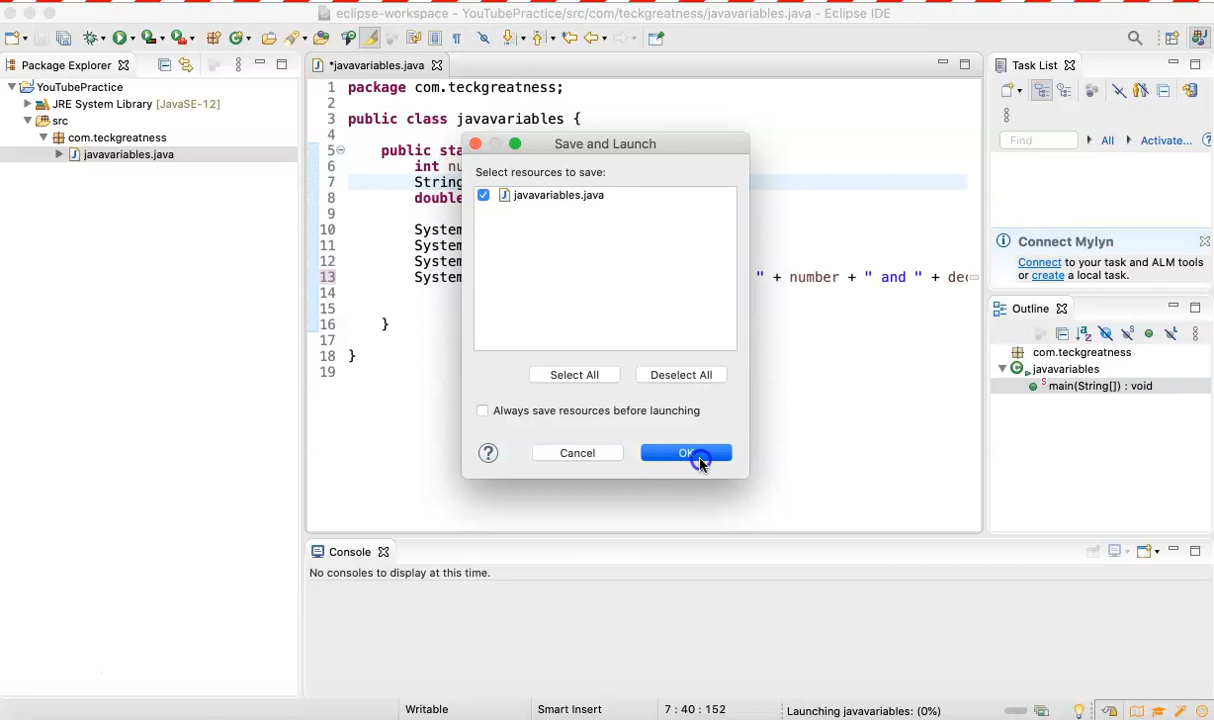 eclipse-workspace - YouTubePractice/src/com/teckgreatness/javavariables.java - Eclipse IDE
Package Explorer
YouTubePractice
JRE System Library [JavaSE-12]
src
com.teckgreatness
javavariables.java
*javavariables.java
1 package com.teckgreatness;
2
3 public class javavariables {
4
5 public sta
6 int nu
7 String
8 double
9
10 System
11 System
12 System
13 System " + number + " and " + dec
14
15
16 }
17
18 }
19
Save and Launch
Select resources to save:
javavariables.java
Select All
Deselect All
Always save resources before launching
?
Cancel
OK
Task List
Find
All
Activate...
Connect Mylyn
Connect to your task and ALM tools
or create a local task.
Outline
com.teckgreatness
javavariables
main(String[]) : void
Console
No consoles to display at this time.
Writable
Smart Insert
7 : 40 : 152
Launching javavariables: (0%)